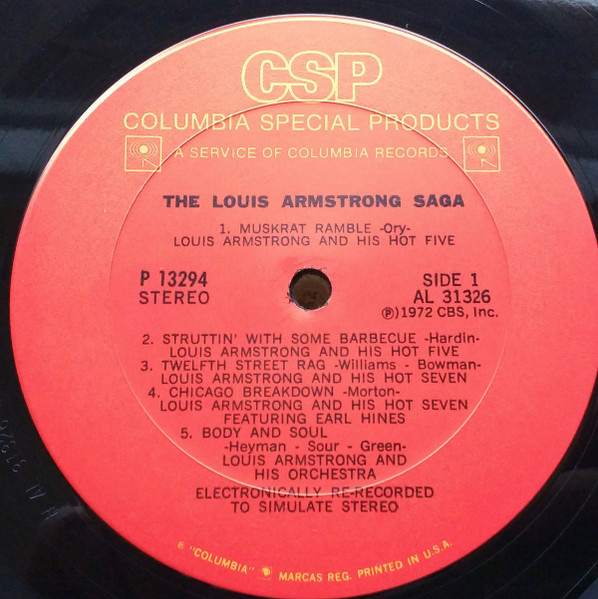 CSP
COLUMBIA SPECIAL PRODUCTS
A SERVICE OF COLUMBIA RECORDS
THE LOUIS ARMSTRONG SAGA
1. MUSKRAT RAMBLE -Ory-
LOUIS ARMSTRONG AND HIS HOT FIVE
P 13294
STEREO
SIDE 1
AL 31326
Ⓟ1972 CBS, Inc.
2. STRUTTIN' WITH SOME BARBECUE -Hardin-
LOUIS ARMSTRONG AND HIS HOT FIVE
3. TWELFTH STREET RAG -Williams - Bowman-
LOUIS ARMSTRONG AND HIS HOT SEVEN
4. CHICAGO BREAKDOWN -Morton-
LOUIS ARMSTRONG AND HIS HOT SEVEN
FEATURING EARL HINES
5. BODY AND SOUL
-Heyman - Sour - Green-
LOUIS ARMSTRONG AND
HIS ORCHESTRA
ELECTRONICALLY RE-RECORDED
TO SIMULATE STEREO
® "COLUMBIA" MARCAS REG. PRINTED IN U.S.A.